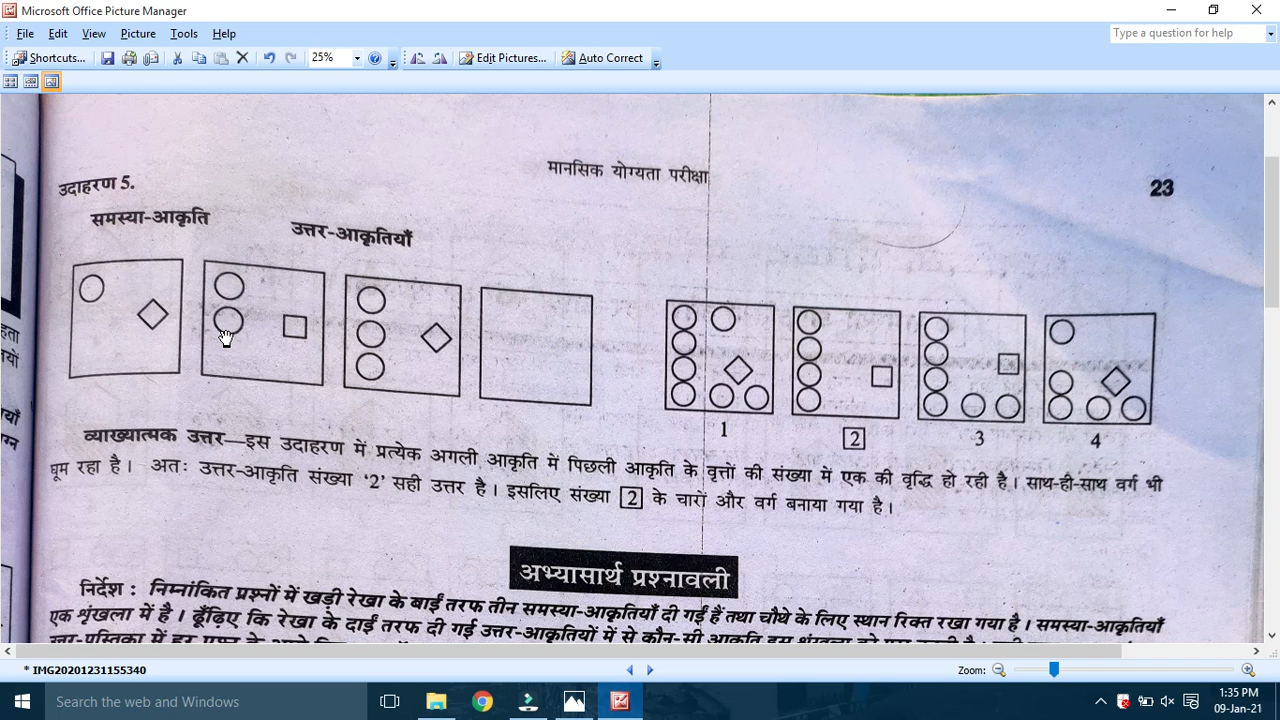 Microsoft Office Picture Manager
File Edit View Picture Tools Help
Type a question for help
Shortcuts... 25% Edit Pictures... Auto Correct
मानसिक योग्यता परीक्षा 23
उदाहरण 5.
समस्या-आकृति उत्तर-आकृतियाँ
1 2 3 4
व्याख्यात्मक उत्तर—इस उदाहरण में प्रत्येक अगली आकृति में पिछली आकृति के वृत्तों की संख्या में एक की वृद्धि हो रही है। साथ-ही-साथ वर्ग भी
घूम रहा है। अतः उत्तर-आकृति संख्या ‘2’ सही उत्तर है। इसलिए संख्या 2 के चारों और वर्ग बनाया गया है।
अभ्यासार्थ प्रश्नावली
निर्देश : निम्नांकित प्रश्नों में खड़ी रेखा के बाईं तरफ तीन समस्या-आकृतियाँ दी गईं हैं तथा चौथे के लिए स्थान रिक्त रखा गया है। समस्या-आकृतियाँ
एक श्रृंखला में है। ढूँढ़िए कि रेखा के दाईं तरफ दी गई उत्तर-आकृतियों में से कौन-सी आकृति इस श्रृंखला को
* IMG20201231155340 Zoom:
Search the web and Windows
1:35 PM
09-Jan-21